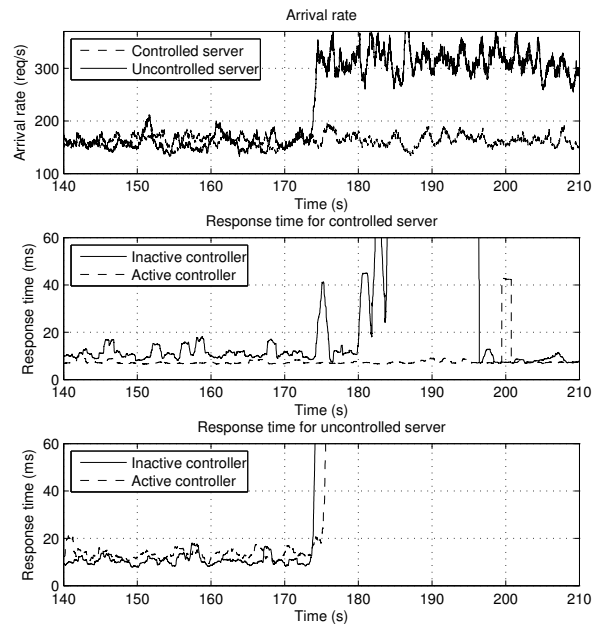 Arrival rate
Arrival rate (req/s)
300
200
100
Controlled server
Uncontrolled server
140 150 160 170 180 190 200 210
Time (s)
Response time for controlled server
Response time (ms)
60
40
20
0
Inactive controller
Active controller
140 150 160 170 180 190 200 210
Time (s)
Response time for uncontrolled server
Response time (ms)
60
40
20
0
Inactive controller
Active controller
140 150 160 170 180 190 200 210
Time (s)